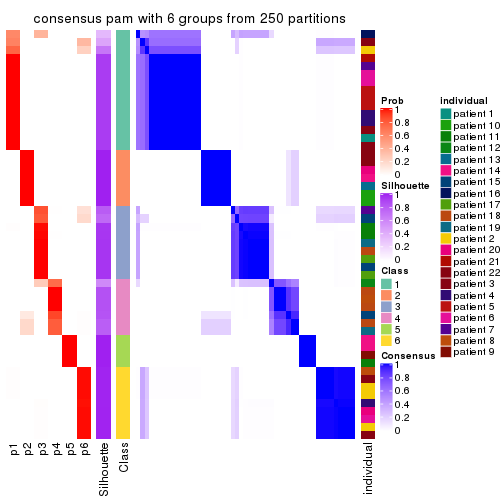 consensus pam with 6 groups from 250 partitions
Prob
1
0.8
0.6
0.4
0.2
0
Silhouette
1
0.8
0.6
0.4
0.2
0
Class
1
2
3
4
5
6
Consensus
1
0.8
0.6
0.4
0.2
0
individual
patient 1
patient 10
patient 11
patient 12
patient 13
patient 14
patient 15
patient 16
patient 17
patient 18
patient 19
patient 2
patient 20
patient 21
patient 22
patient 3
patient 4
patient 5
patient 6
patient 7
patient 8
patient 9
p1
p2
p3
p4
p5
p6
Silhouette
Class
individual